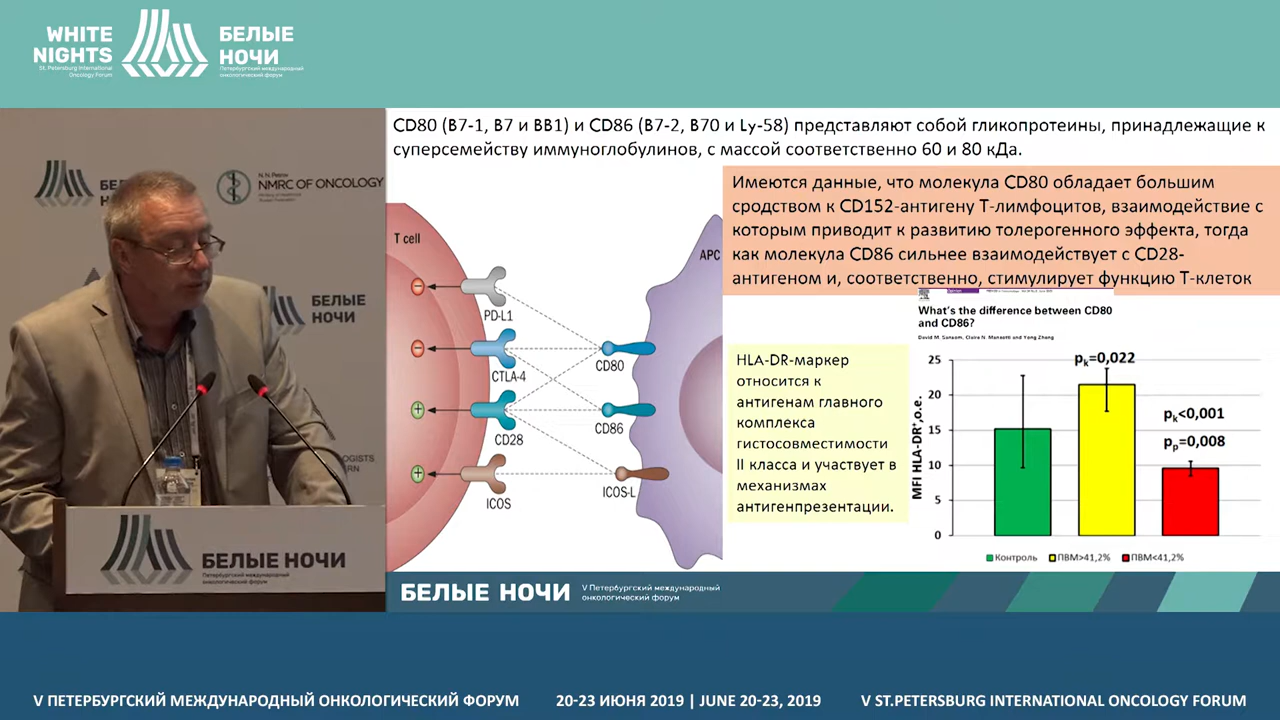 WHITE
NIGHTS
St. Petersburg International
Oncology Forum
БЕЛЫЕ
НОЧИ
Петербургский международный
онкологический форум
N. N. Petrov
NMRC OF ONCOLOGY
БЕЛЫЕ
НОЧИ
БЕЛЫЕ НОЧИ
Петербургский международный
онкологический форум
CD80 (B7-1, B7 и BB1) и CD86 (B7-2, B70 и Ly-58) представляют собой гликопротеины, принадлежащие к
суперсемейству иммуноглобулинов, с массой соответственно 60 и 80 кДа.
Имеются данные, что молекула CD80 обладает большим
сродством к CD152-антигену Т-лимфоцитов, взаимодействие с
которым приводит к развитию толерогенного эффекта, тогда
как молекула CD86 сильнее взаимодействует с CD28-
антигеном и, соответственно, стимулирует функцию Т-клеток
T cell
APC
PD-L1
CTLA-4
CD28
ICOS
CD80
CD86
ICOS-L
HLA-DR-маркер
относится к
антигенам главного
комплекса
гистосовместимости
II класса и участвует в
механизмах
антигенпрезентации.
What's the difference between CD80
and CD86?
David M. Sansom, Claire N. Manzotti and Yong Zheng
MFI HLA-DR⁺,о.е.
25
20
15
10
5
0
pк=0,022
pк<0,001
pр=0,008
Контроль ПВМ>41,2% ПВМ<41,2%
БЕЛЫЕ НОЧИ
V Петербургский международный
онкологический форум
V ПЕТЕРБУРГСКИЙ МЕЖДУНАРОДНЫЙ ОНКОЛОГИЧЕСКИЙ ФОРУМ 20-23 ИЮНЯ 2019 | JUNE 20-23, 2019 V ST.PETERSBURG INTERNATIONAL ONCOLOGY FORUM